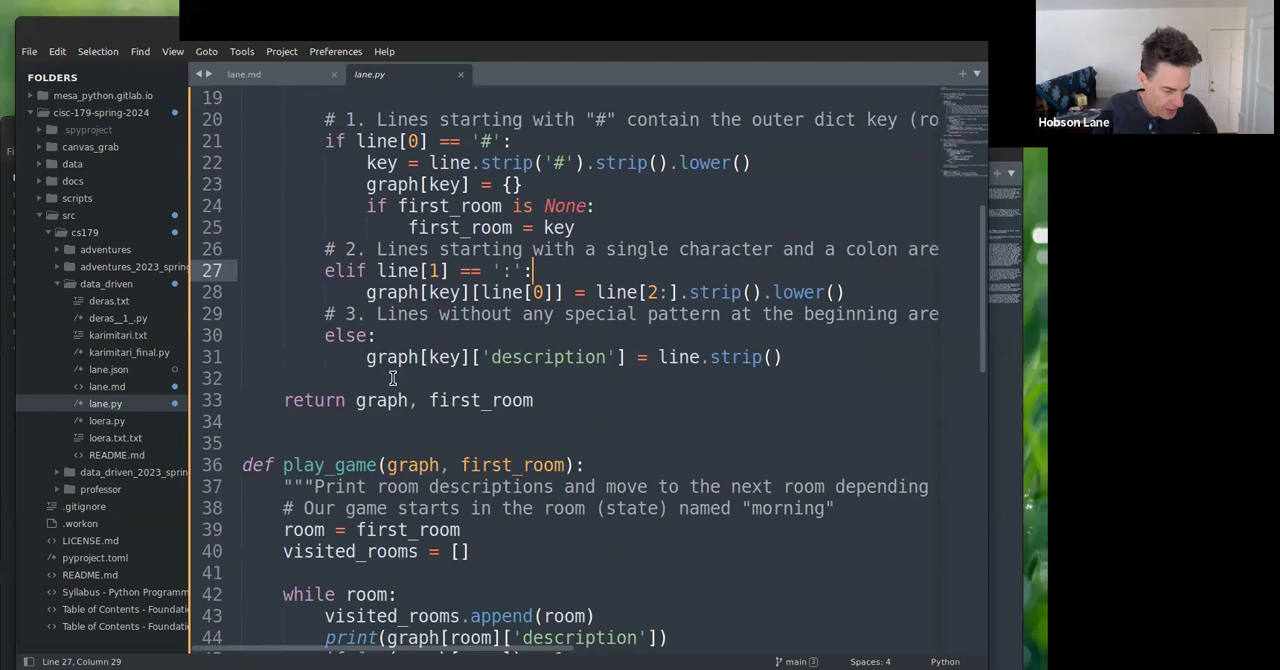 File Edit Selection Find View Goto Tools Project Preferences Help
Hobson Lane
FOLDERS
mesa_python.gitlab.io
cisc-179-spring-2024
.spyproject
canvas_grab
data
docs
scripts
src
cs179
adventures
adventures_2023_spring
data_driven
deras.txt
deras__1_.py
karimitari.txt
karimitari_final.py
lane.json
lane.md
lane.py
loera.py
loera.txt.txt
README.md
data_driven_2023_sprin
professor
.gitignore
.workon
LICENSE.md
pyproject.toml
README.md
Syllabus - Python Programm
Table of Contents - Foundatio
Table of Contents - Foundatio
lane.md
lane.py
19
20 # 1. Lines starting with "#" contain the outer dict key (ro
21 if line[0] == '#':
22 key = line.strip('#').strip().lower()
23 graph[key] = {}
24 if first_room is None:
25 first_room = key
26 # 2. Lines starting with a single character and a colon are
27 elif line[1] == ':':
28 graph[key][line[0]] = line[2:].strip().lower()
29 # 3. Lines without any special pattern at the beginning are
30 else:
31 graph[key]['description'] = line.strip()
32
33 return graph, first_room
34
35
36 def play_game(graph, first_room):
37 """Print room descriptions and move to the next room depending
38 # Our game starts in the room (state) named "morning"
39 room = first_room
40 visited_rooms = []
41
42 while room:
43 visited_rooms.append(room)
44 print(graph[room]['description'])
Line 27, Column 29
main 3
Spaces: 4
Python